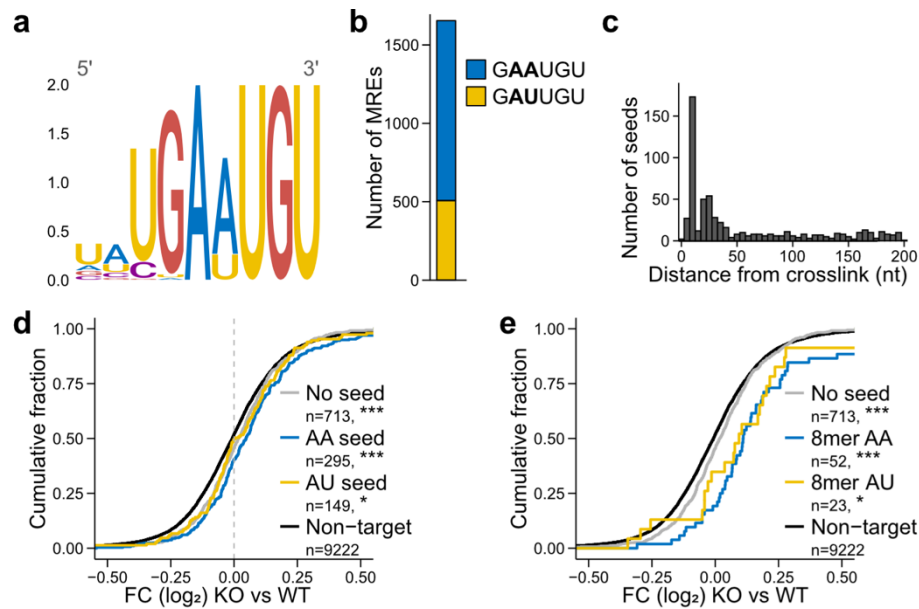 a
5'
3'
2.0
1.5
1.0
0.5
0.0
UAUGAAUGU
AUC U
b
Number of MREs
1500
1000
500
0
GAAUGU
GAUUGU
c
Number of seeds
150
100
50
0
0 50 100 150 200
Distance from crosslink (nt)
d
Cumulative fraction
1.00
0.75
0.50
0.25
0.00
No seed
n=713, ***
AA seed
n=295, ***
AU seed
n=149, *
Non-target
n=9222
−0.50 −0.25 0.00 0.25 0.50
FC (log₂) KO vs WT
e
Cumulative fraction
1.00
0.75
0.50
0.25
0.00
No seed
n=713, ***
8mer AA
n=52, ***
8mer AU
n=23, *
Non-target
n=9222
−0.50 −0.25 0.00 0.25 0.50
FC (log₂) KO vs WT